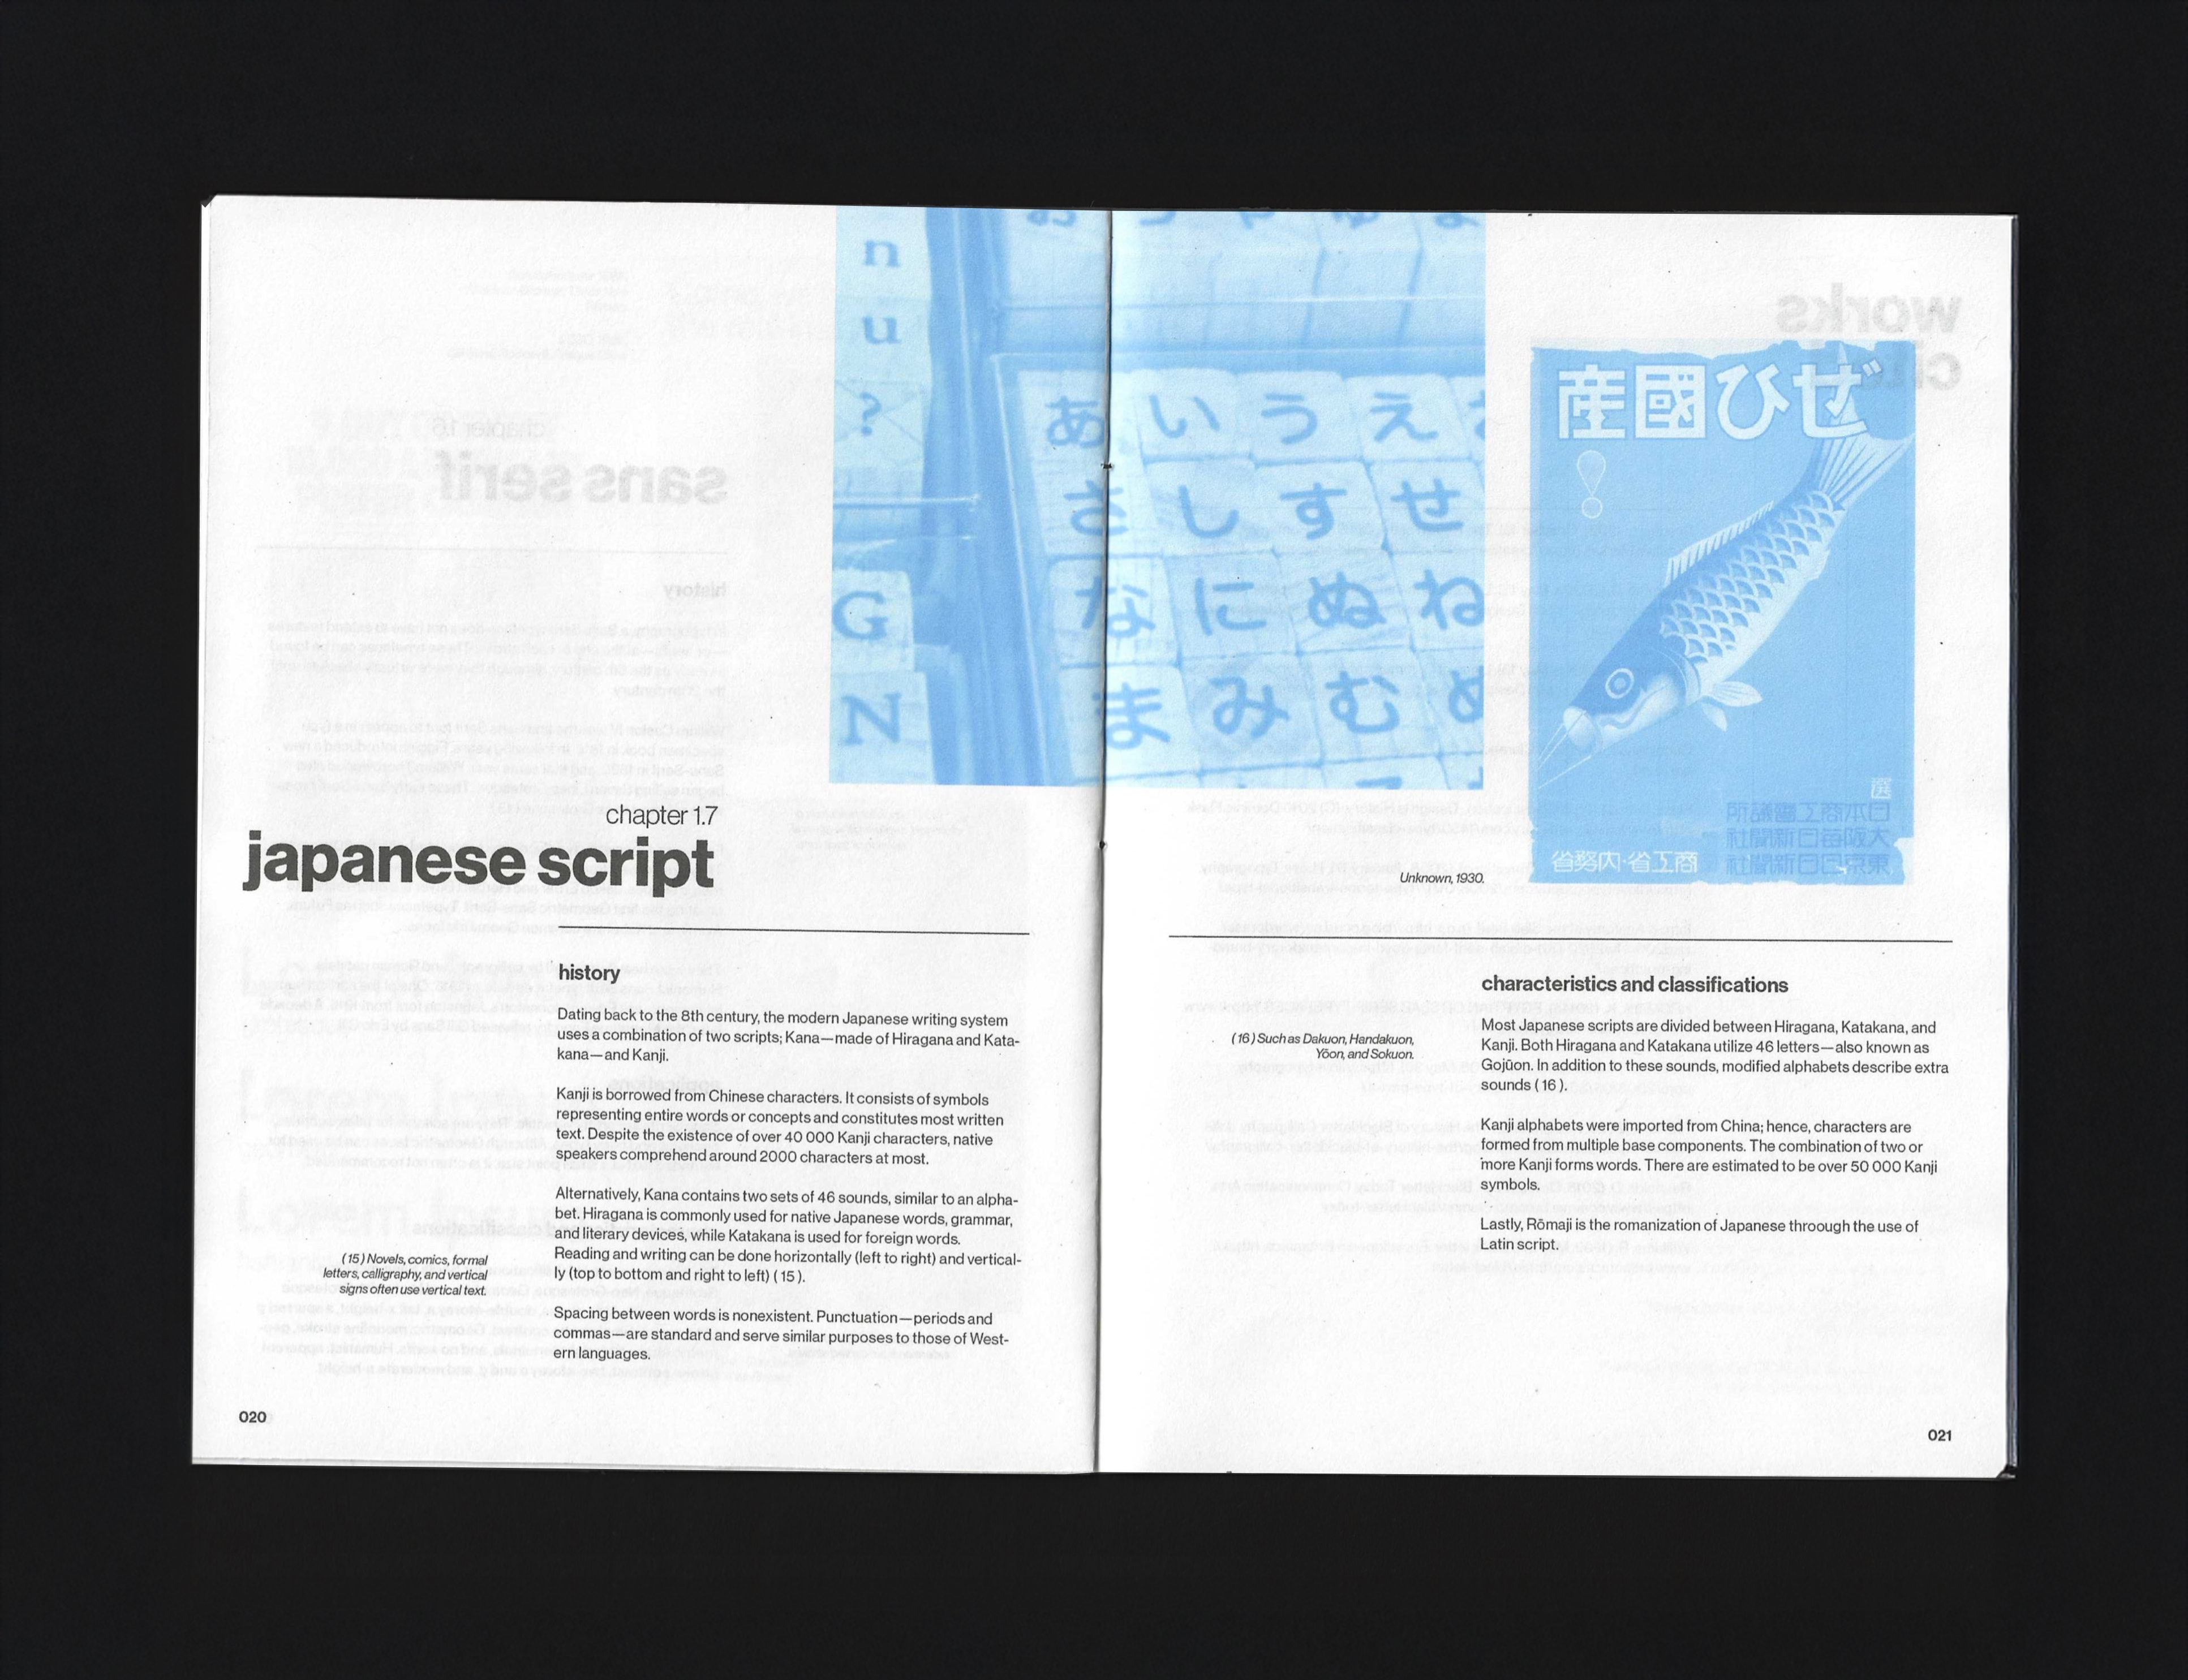 n
u
?
G
N
あ い う え
さ し す せ
な に ぬ ね
ま み む め
産國ひぜ
!
選
所議會工商本日
社聞新日毎阪大
社聞新日日京東
省務内・省工商
Unknown, 1930.
chapter 1.7
japanese script
history
Dating back to the 8th century, the modern Japanese writing system
uses a combination of two scripts; Kana—made of Hiragana and Kata-
kana—and Kanji.
Kanji is borrowed from Chinese characters. It consists of symbols
representing entire words or concepts and constitutes most written
text. Despite the existence of over 40 000 Kanji characters, native
speakers comprehend around 2000 characters at most.
Alternatively, Kana contains two sets of 46 sounds, similar to an alpha-
bet. Hiragana is commonly used for native Japanese words, grammar,
and literary devices, while Katakana is used for foreign words.
Reading and writing can be done horizontally (left to right) and vertical-
ly (top to bottom and right to left) ( 15 ).
( 15 ) Novels, comics, formal
letters, calligraphy, and vertical
signs often use vertical text.
Spacing between words is nonexistent. Punctuation—periods and
commas—are standard and serve similar purposes to those of West-
ern languages.
020
characteristics and classifications
Most Japanese scripts are divided between Hiragana, Katakana, and
Kanji. Both Hiragana and Katakana utilize 46 letters—also known as
Gojūon. In addition to these sounds, modified alphabets describe extra
sounds ( 16 ).
( 16 ) Such as Dakuon, Handakuon,
Yōon, and Sokuon.
Kanji alphabets were imported from China; hence, characters are
formed from multiple base components. The combination of two or
more Kanji forms words. There are estimated to be over 50 000 Kanji
symbols.
Lastly, Rōmaji is the romanization of Japanese throough the use of
Latin script.
021